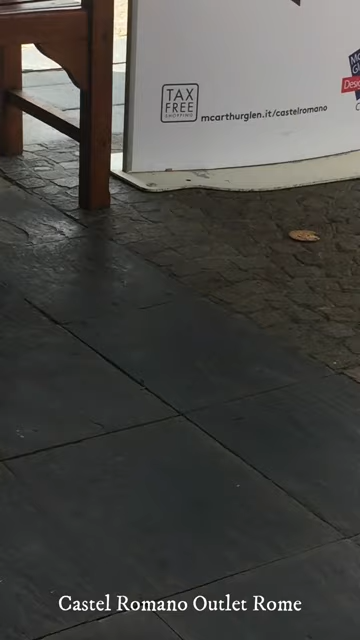 TAX
FREE
SHOPPING
mcarthurglen.it/castelromano
Castel Romano Outlet Rome